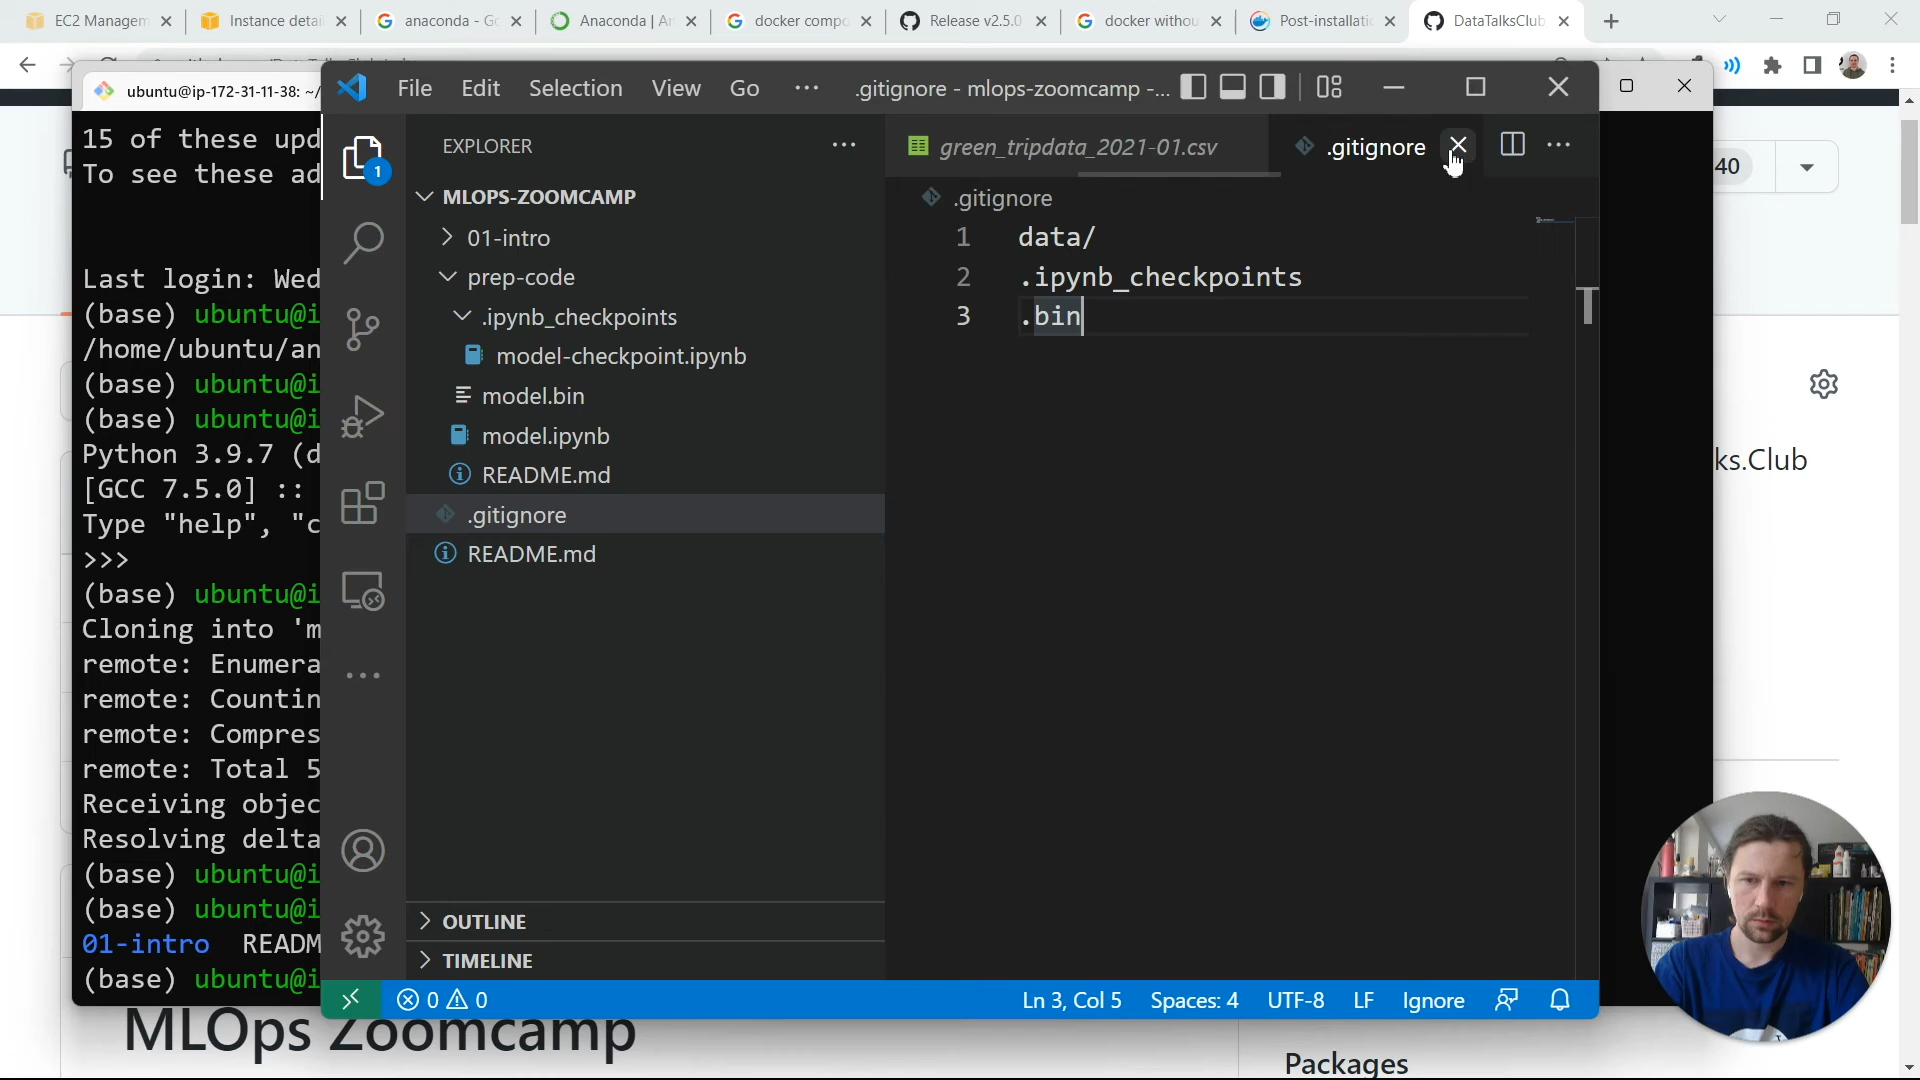 EC2 Managem
Instance detai
anaconda - Go
Anaconda | An
docker compo
Release v2.5.0
docker withou
Post-installatio
DataTalksClub
ubuntu@ip-172-31-11-38: ~/
File Edit Selection View Go ··· .gitignore - mlops-zoomcamp -...
15 of these upd
To see these ad
Last login: Wed
(base) ubuntu@i
/home/ubuntu/an
(base) ubuntu@i
(base) ubuntu@i
Python 3.9.7 (d
[GCC 7.5.0] ::
Type "help", "c
>>>
(base) ubuntu@i
Cloning into 'm
remote: Enumera
remote: Countin
remote: Compres
remote: Total 5
Receiving objec
Resolving delta
(base) ubuntu@i
(base) ubuntu@i
01-intro READM
(base) ubuntu@i
1
EXPLORER
MLOPS-ZOOMCAMP
01-intro
prep-code
.ipynb_checkpoints
model-checkpoint.ipynb
model.bin
model.ipynb
README.md
.gitignore
README.md
OUTLINE
TIMELINE
green_tripdata_2021-01.csv
.gitignore
.gitignore
1 data/
2 .ipynb_checkpoints
3 .bin
0 0 Ln 3, Col 5 Spaces: 4 UTF-8 LF Ignore
40
ks.Club
MLOps Zoomcamp
Packages